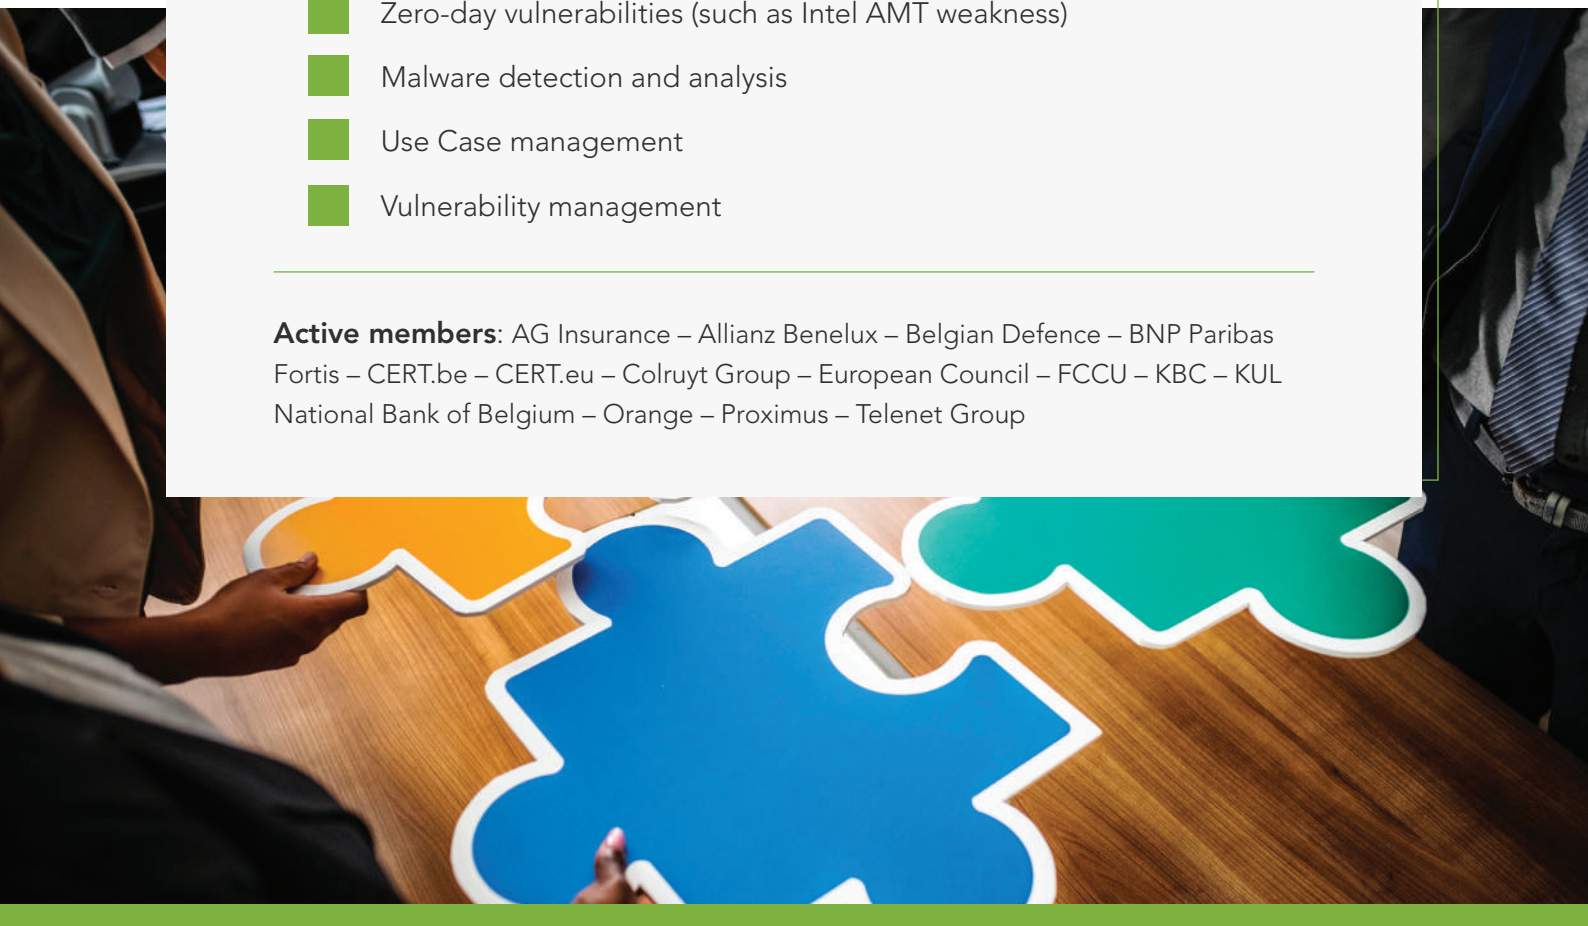 Zero-day vulnerabilities (such as Intel AMT weakness)
Malware detection and analysis
Use Case management
Vulnerability management
Active members: AG Insurance – Allianz Benelux – Belgian Defence – BNP Paribas
Fortis – CERT.be – CERT.eu – Colruyt Group – European Council – FCCU – KBC – KUL
National Bank of Belgium – Orange – Proximus – Telenet Group